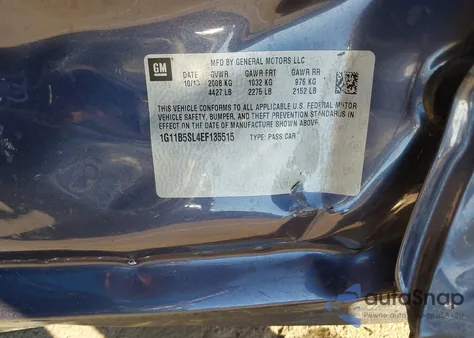 GM
MFD BY GENERAL MOTORS LLC
DATE GVWR GAWR FRT GAWR RR
10/13 2008 KG 1032 KG 976 KG
4427 LB 2275 LB 2152 LB
THIS VEHICLE CONFORMS TO ALL APPLICABLE U.S. FEDERAL MOTOR
VEHICLE SAFETY, BUMPER, AND THEFT PREVENTION STANDARDS IN
EFFECT ON THE DATE OF MANUFACTURE SHOWN ABOVE.
1G11B5SL4EF135515 TYPE: PASS CAR
autoSnap
Pewne auto